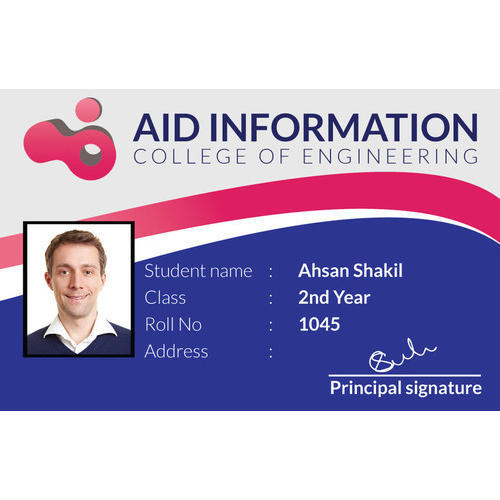 AID INFORMATION
COLLEGE OF ENGINEERING
Student name : Ahsan Shakil
Class : 2nd Year
Roll No : 1045
Address :
Principal signature